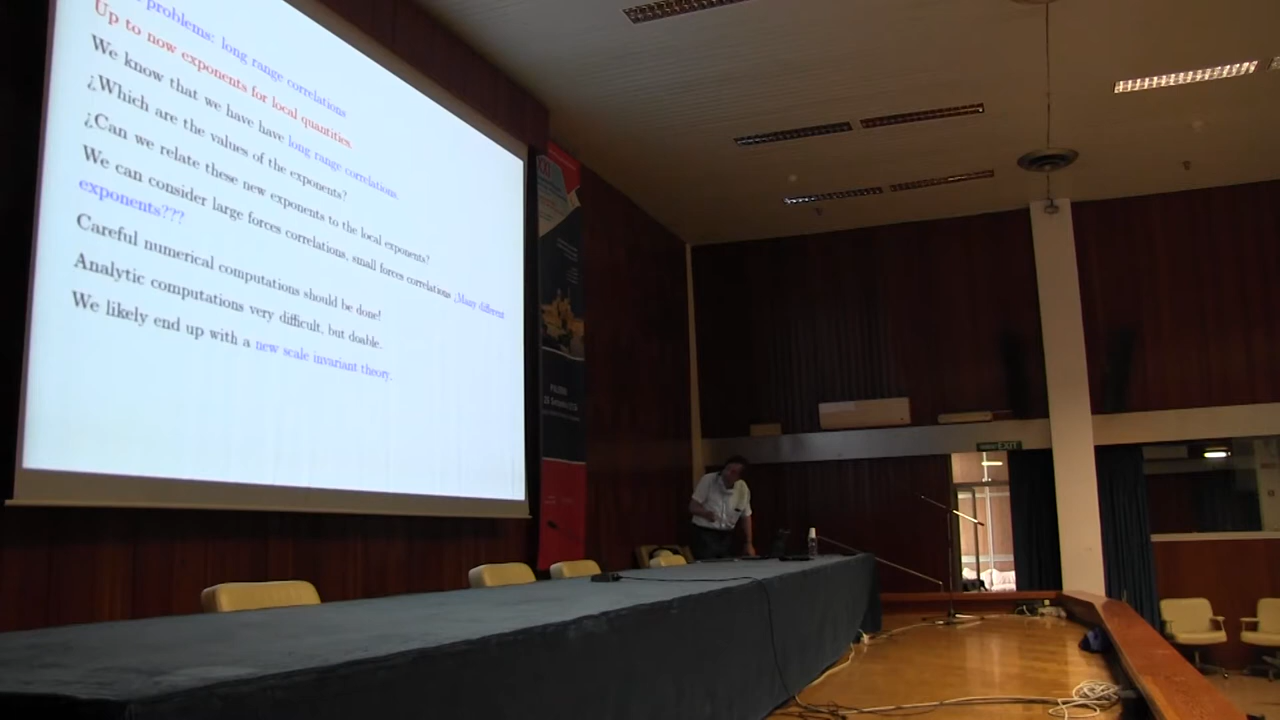 problems: long range correlations
Up to now exponents for local quantities.
We know that we have have long range correlations.
¿Which are the values of the exponents?
¿Can we relate these new exponents to the local exponents?
We can consider large forces correlations, small forces correlations ¿Many different
exponents???
Careful numerical computations should be done!
Analytic computations very difficult, but doable.
We likely end up with a new scale invariant theory.
EXIT